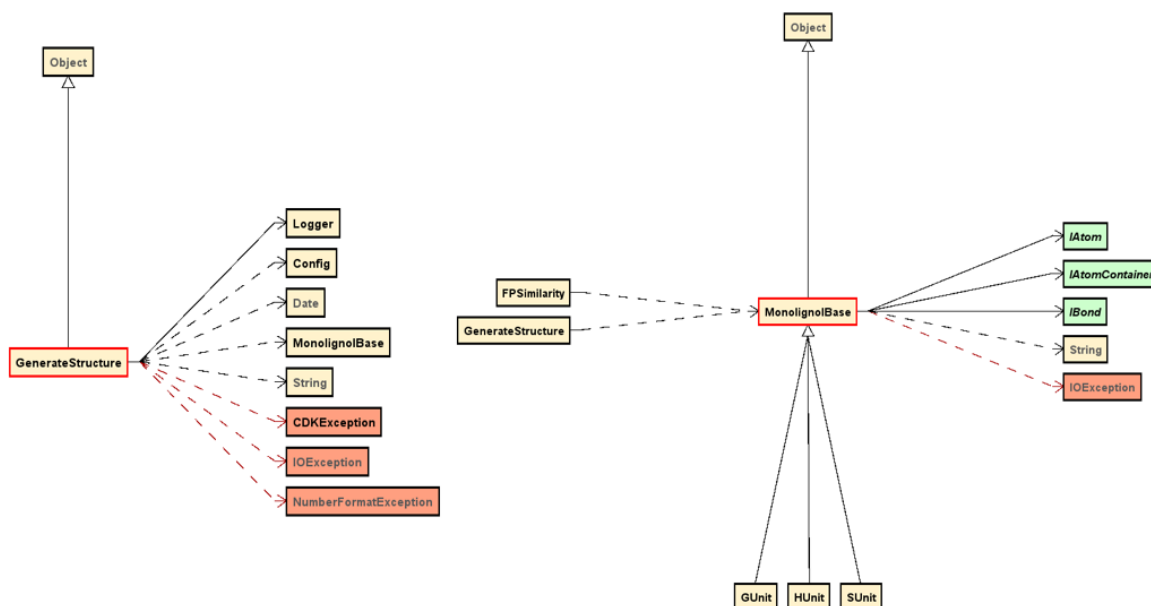 Object
Logger
Config
Date
MonolignolBase
String
GenerateStructure
CDKException
IOException
NumberFormatException
Object
FPSimilarity
GenerateStructure
MonolignolBase
IAtom
IAtomContainer
IBond
String
IOException
GUnit
HUnit
SUnit